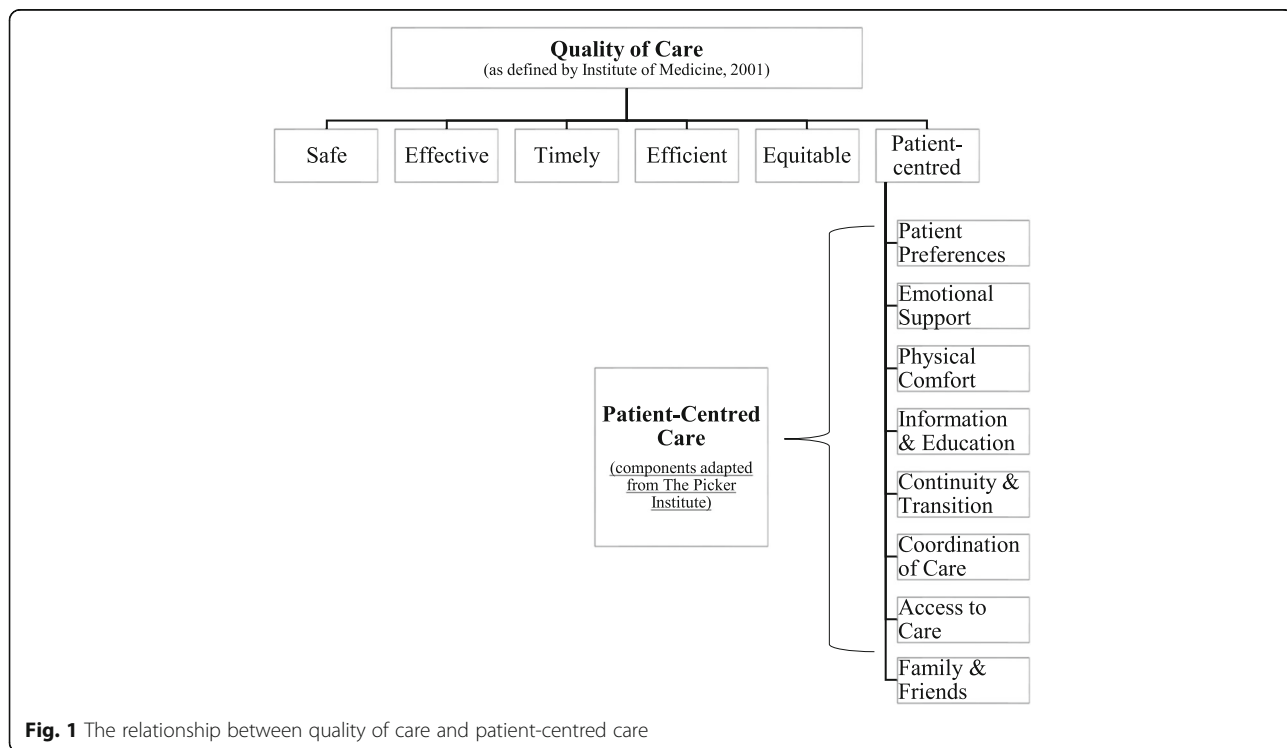 Quality of Care
(as defined by Institute of Medicine, 2001)
Safe
Effective
Timely
Efficient
Equitable
Patient-
centred
Patient
Preferences
Emotional
Support
Physical
Comfort
Information
& Education
Continuity &
Transition
Coordination
of Care
Access to
Care
Family &
Friends
Patient-Centred
Care
(components adapted
from The Picker
Institute)
Fig. 1 The relationship between quality of care and patient-centred care